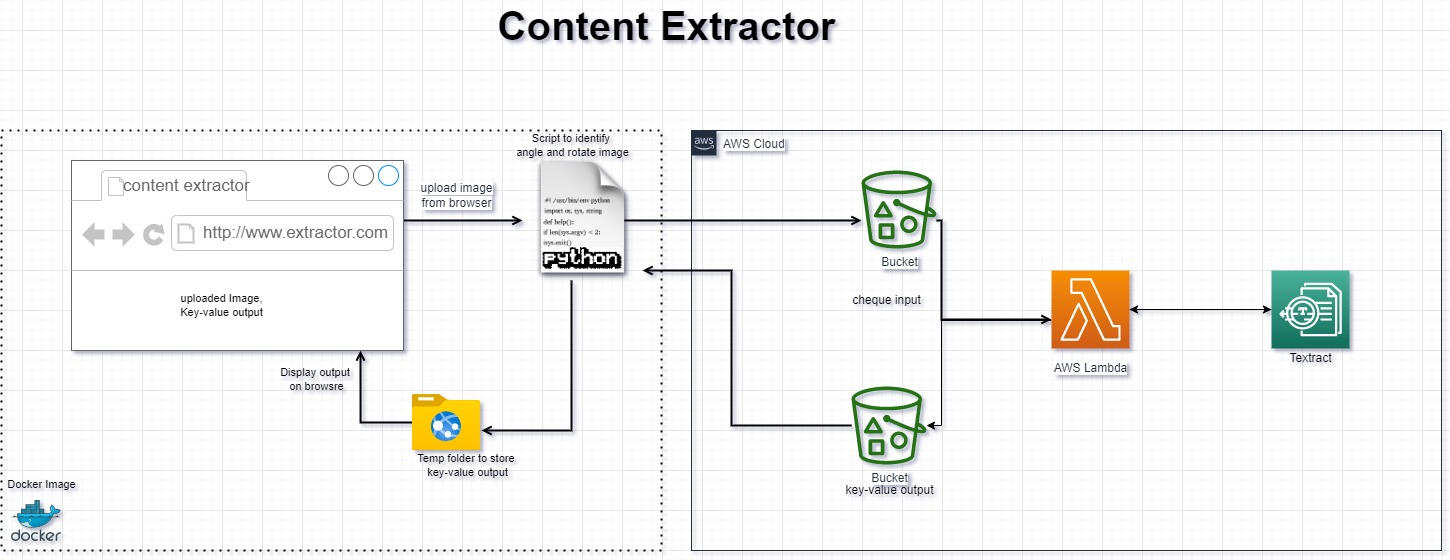 Content Extractor
Script to identify
angle and rotate image
aws
AWS Cloud
content extractor
upload image
from browser
http://www.extractor.com
#! /usr/bin/env python
import os, sys, string
def help():
if len(sys.argv) < 2:
isys.exit()
python
Bucket
uploaded Image,
Key-value output
cheque input
AWS Lambda
Textract
Display output
on browsre
Temp folder to store
key-value output
Bucket
key-value output
Docker Image
docker